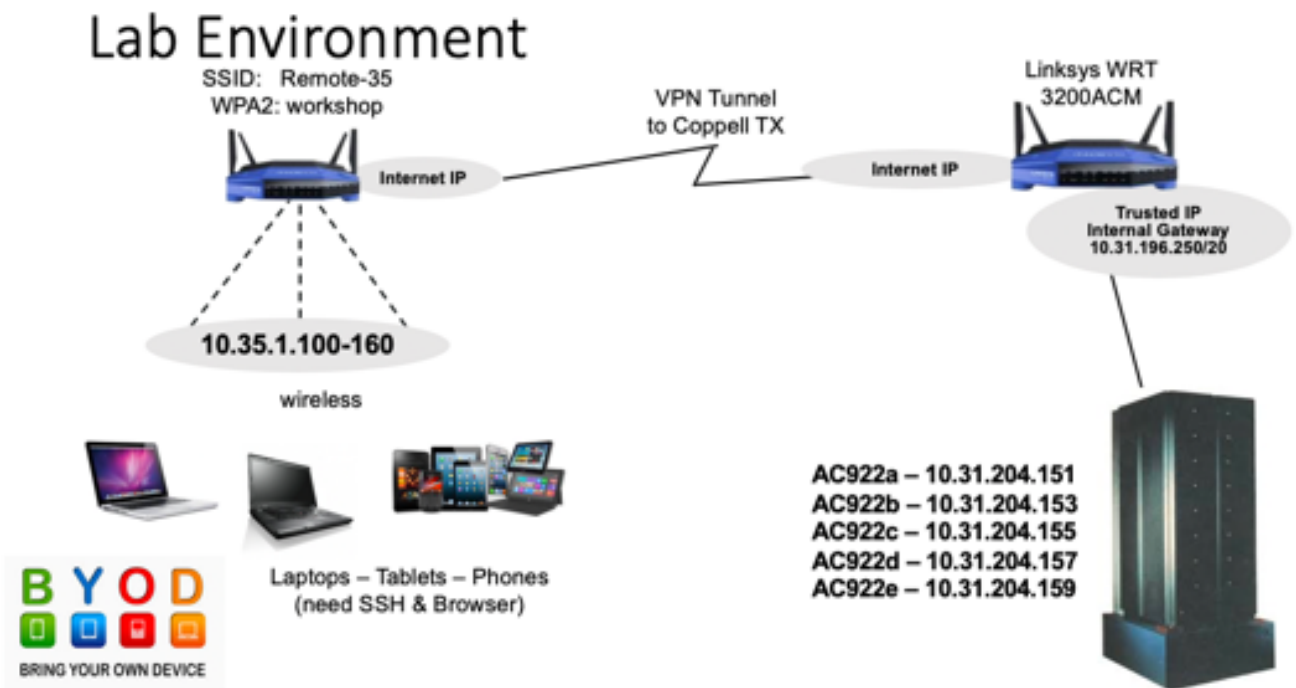 Lab Environment
SSID: Remote-35
WPA2: workshop
Internet IP
VPN Tunnel
to Coppell TX
Internet IP
Linksys WRT
3200ACM
Trusted IP
Internal Gateway
10.31.196.250/20
10.35.1.100-160
wireless
Laptops – Tablets – Phones
(need SSH & Browser)
BYOD
BRING YOUR OWN DEVICE
AC922a – 10.31.204.151
AC922b – 10.31.204.153
AC922c – 10.31.204.155
AC922d – 10.31.204.157
AC922e – 10.31.204.159